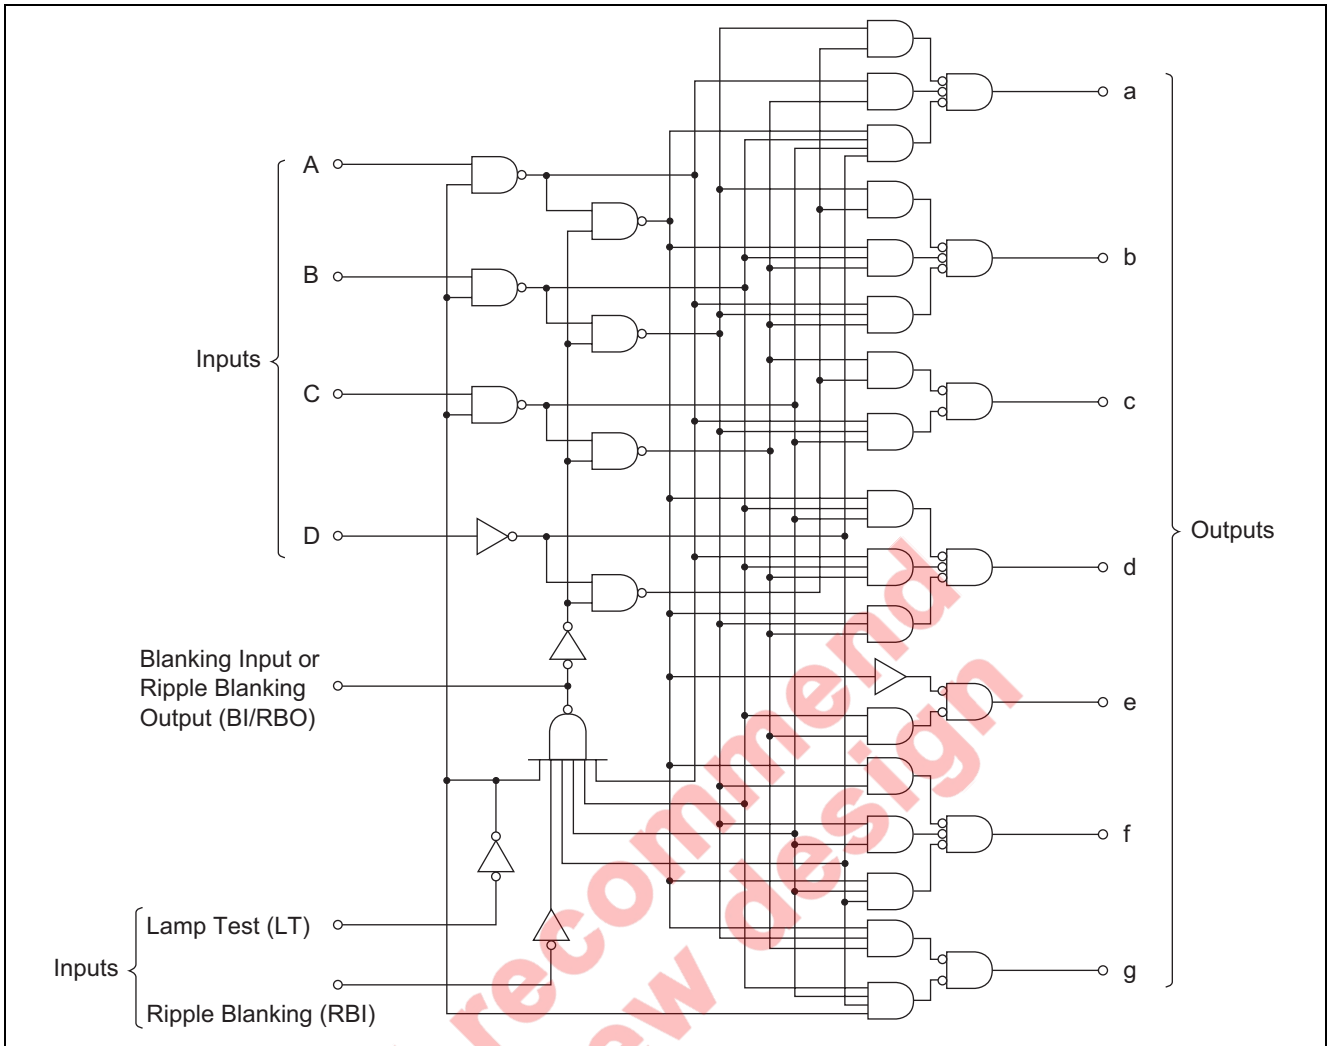 A
B
Inputs
C
D
Blanking Input or
Ripple Blanking
Output (BI/RBO)
Lamp Test (LT)
Inputs
Ripple Blanking (RBI)
a
b
c
d
e
f
g
Outputs
recommend
ew design